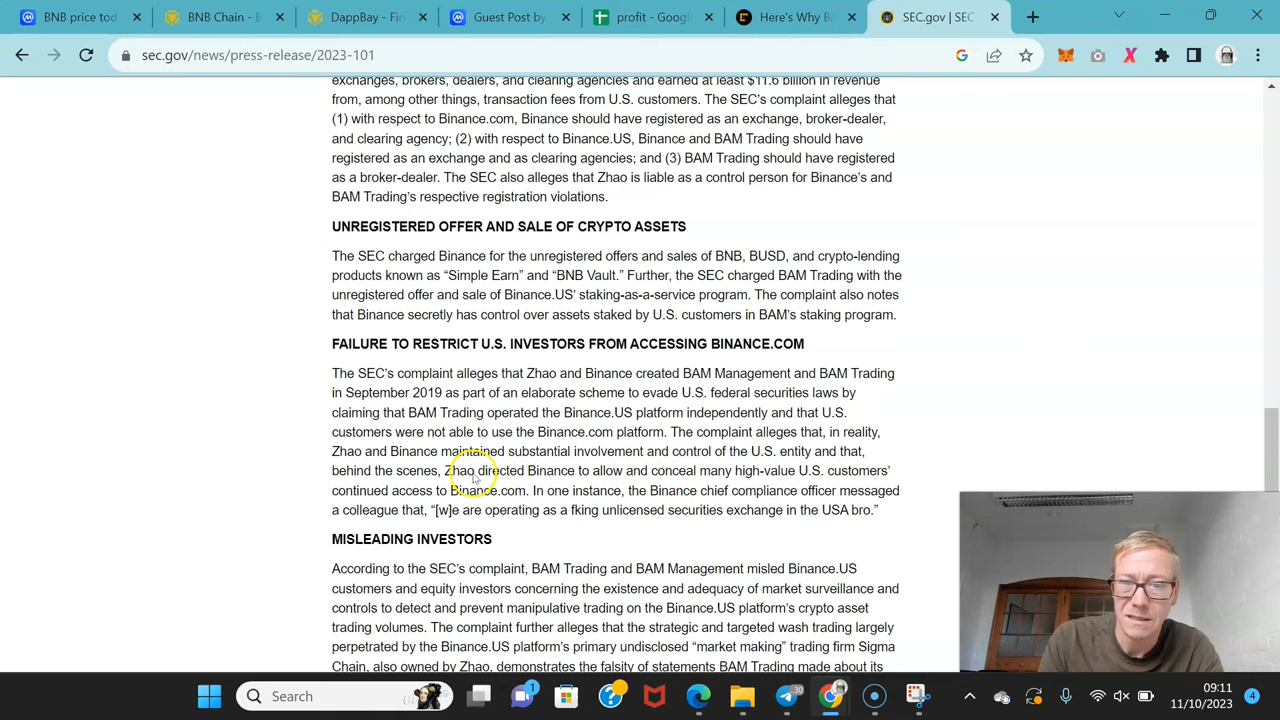 BNB price tod
BNB Chain - B
DappBay - Fin
Guest Post by
profit - Googl
Here's Why Bi
SEC.gov | SEC
sec.gov/news/press-release/2023-101
exchanges, brokers, dealers, and clearing agencies and earned at least $11.6 billion in revenue
from, among other things, transaction fees from U.S. customers. The SEC's complaint alleges that
(1) with respect to Binance.com, Binance should have registered as an exchange, broker-dealer,
and clearing agency; (2) with respect to Binance.US, Binance and BAM Trading should have
registered as an exchange and as clearing agencies; and (3) BAM Trading should have registered
as a broker-dealer. The SEC also alleges that Zhao is liable as a control person for Binance's and
BAM Trading's respective registration violations.
UNREGISTERED OFFER AND SALE OF CRYPTO ASSETS
The SEC charged Binance for the unregistered offers and sales of BNB, BUSD, and crypto-lending
products known as “Simple Earn” and “BNB Vault.” Further, the SEC charged BAM Trading with the
unregistered offer and sale of Binance.US' staking-as-a-service program. The complaint also notes
that Binance secretly has control over assets staked by U.S. customers in BAM's staking program.
FAILURE TO RESTRICT U.S. INVESTORS FROM ACCESSING BINANCE.COM
The SEC's complaint alleges that Zhao and Binance created BAM Management and BAM Trading
in September 2019 as part of an elaborate scheme to evade U.S. federal securities laws by
claiming that BAM Trading operated the Binance.US platform independently and that U.S.
customers were not able to use the Binance.com platform. The complaint alleges that, in reality,
Zhao and Binance maintained substantial involvement and control of the U.S. entity and that,
behind the scenes, Zhao directed Binance to allow and conceal many high-value U.S. customers'
continued access to Binance.com. In one instance, the Binance chief compliance officer messaged
a colleague that, “[w]e are operating as a fking unlicensed securities exchange in the USA bro.”
MISLEADING INVESTORS
According to the SEC's complaint, BAM Trading and BAM Management misled Binance.US
customers and equity investors concerning the existence and adequacy of market surveillance and
controls to detect and prevent manipulative trading on the Binance.US platform's crypto asset
trading volumes. The complaint further alleges that the strategic and targeted wash trading largely
perpetrated by the Binance.US platform's primary undisclosed “market making” trading firm Sigma
Chain, also owned by Zhao, demonstrates the falsity of statements BAM Trading made about its
Search
1
30
09:11
11/10/2023
4